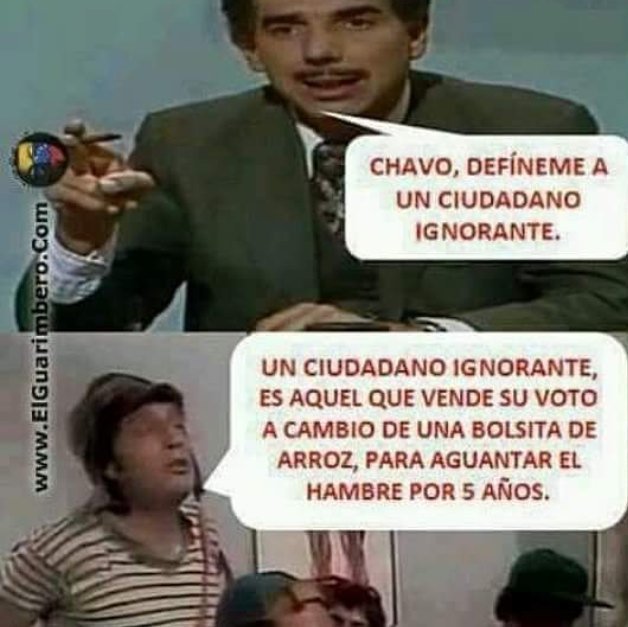 CHAVO, DEFÍNEME A
UN CIUDADANO
IGNORANTE.
www.ElGuarimbero.Com
UN CIUDADANO IGNORANTE,
ES AQUEL QUE VENDE SU VOTO
A CAMBIO DE UNA BOLSITA DE
ARROZ, PARA AGUANTAR EL
HAMBRE POR 5 AÑOS.